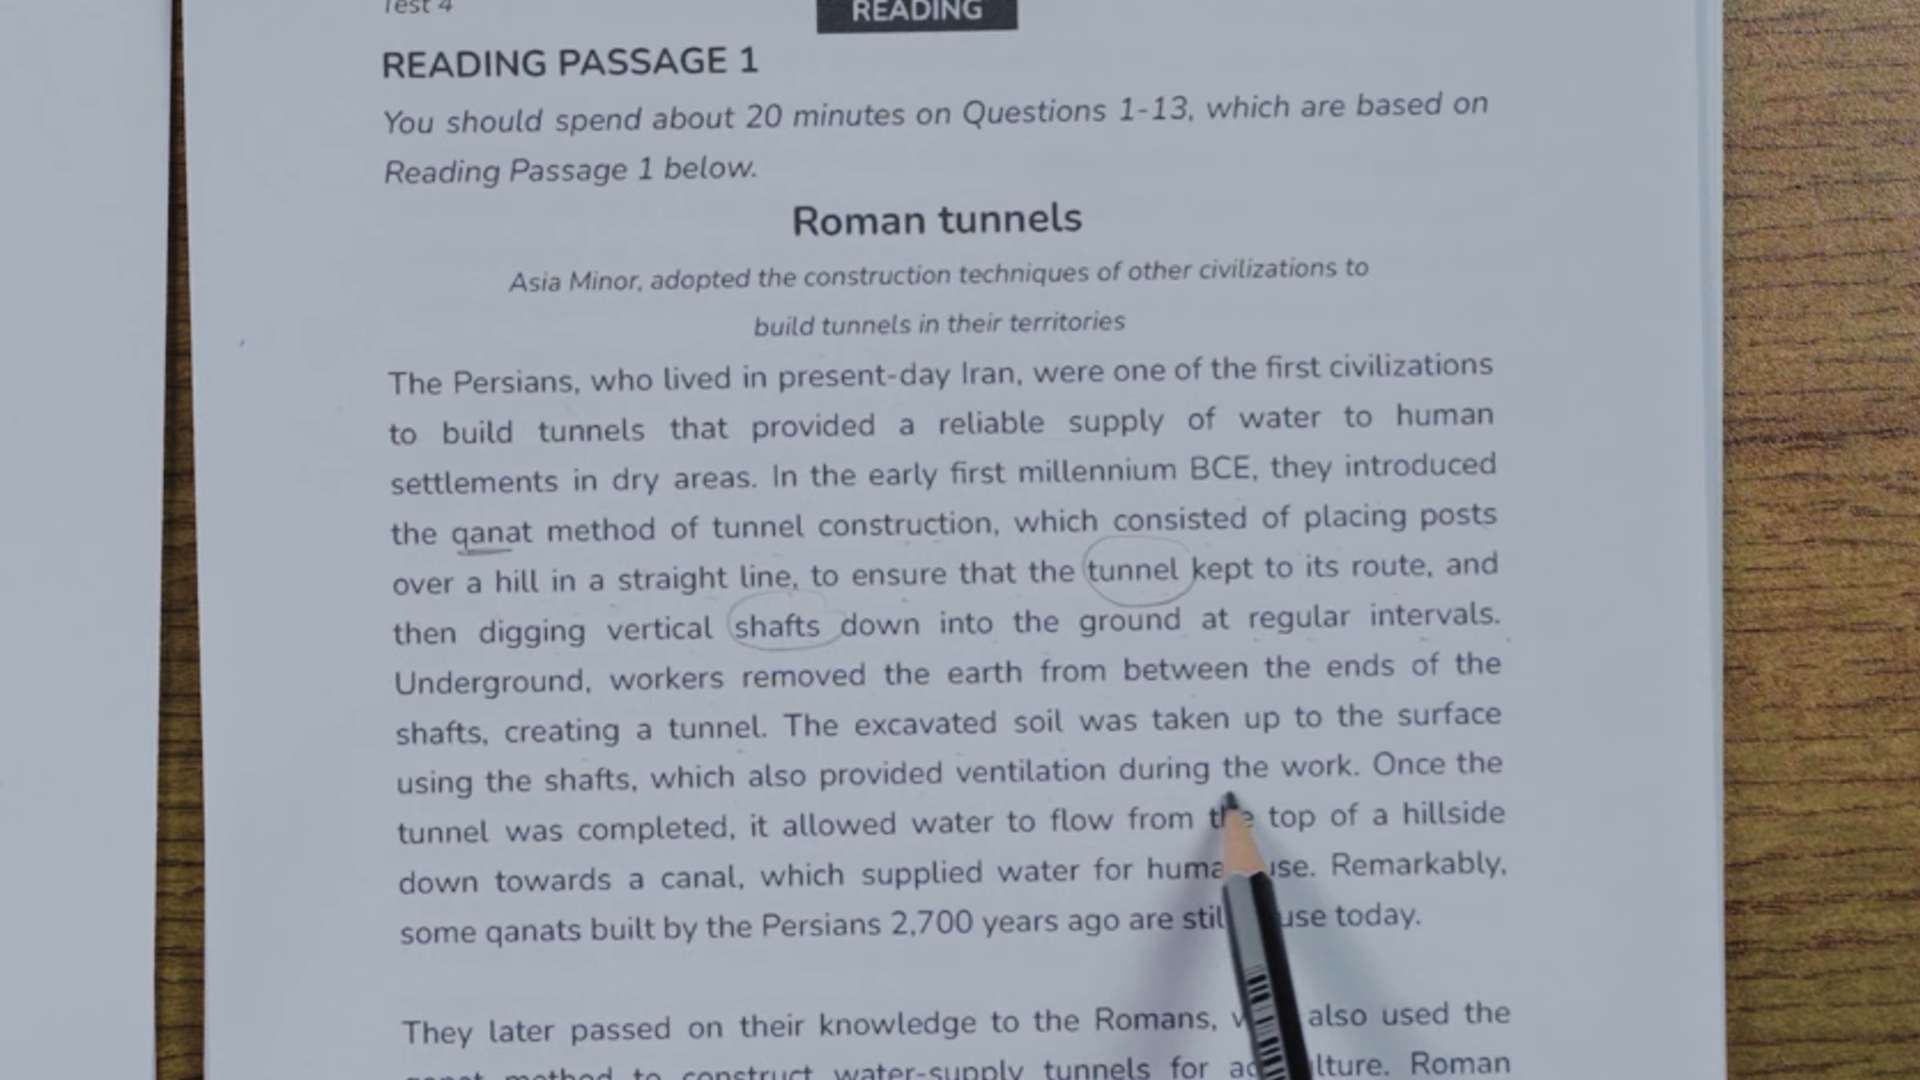 Test 4
READING
READING PASSAGE 1
You should spend about 20 minutes on Questions 1-13, which are based on
Reading Passage 1 below.
Roman tunnels
Asia Minor, adopted the construction techniques of other civilizations to
build tunnels in their territories
The Persians, who lived in present-day Iran, were one of the first civilizations
to build tunnels that provided a reliable supply of water to human
settlements in dry areas. In the early first millennium BCE, they introduced
the qanat method of tunnel construction, which consisted of placing posts
over a hill in a straight line, to ensure that the tunnel kept to its route, and
then digging vertical shafts down into the ground at regular intervals.
Underground, workers removed the earth from between the ends of the
shafts, creating a tunnel. The excavated soil was taken up to the surface
using the shafts, which also provided ventilation during the work. Once the
tunnel was completed, it allowed water to flow from the top of a hillside
down towards a canal, which supplied water for human use. Remarkably,
some qanats built by the Persians 2,700 years ago are still use today.
They later passed on their knowledge to the Romans, also used the
qanat method to construct water-supply tunnels for Roman